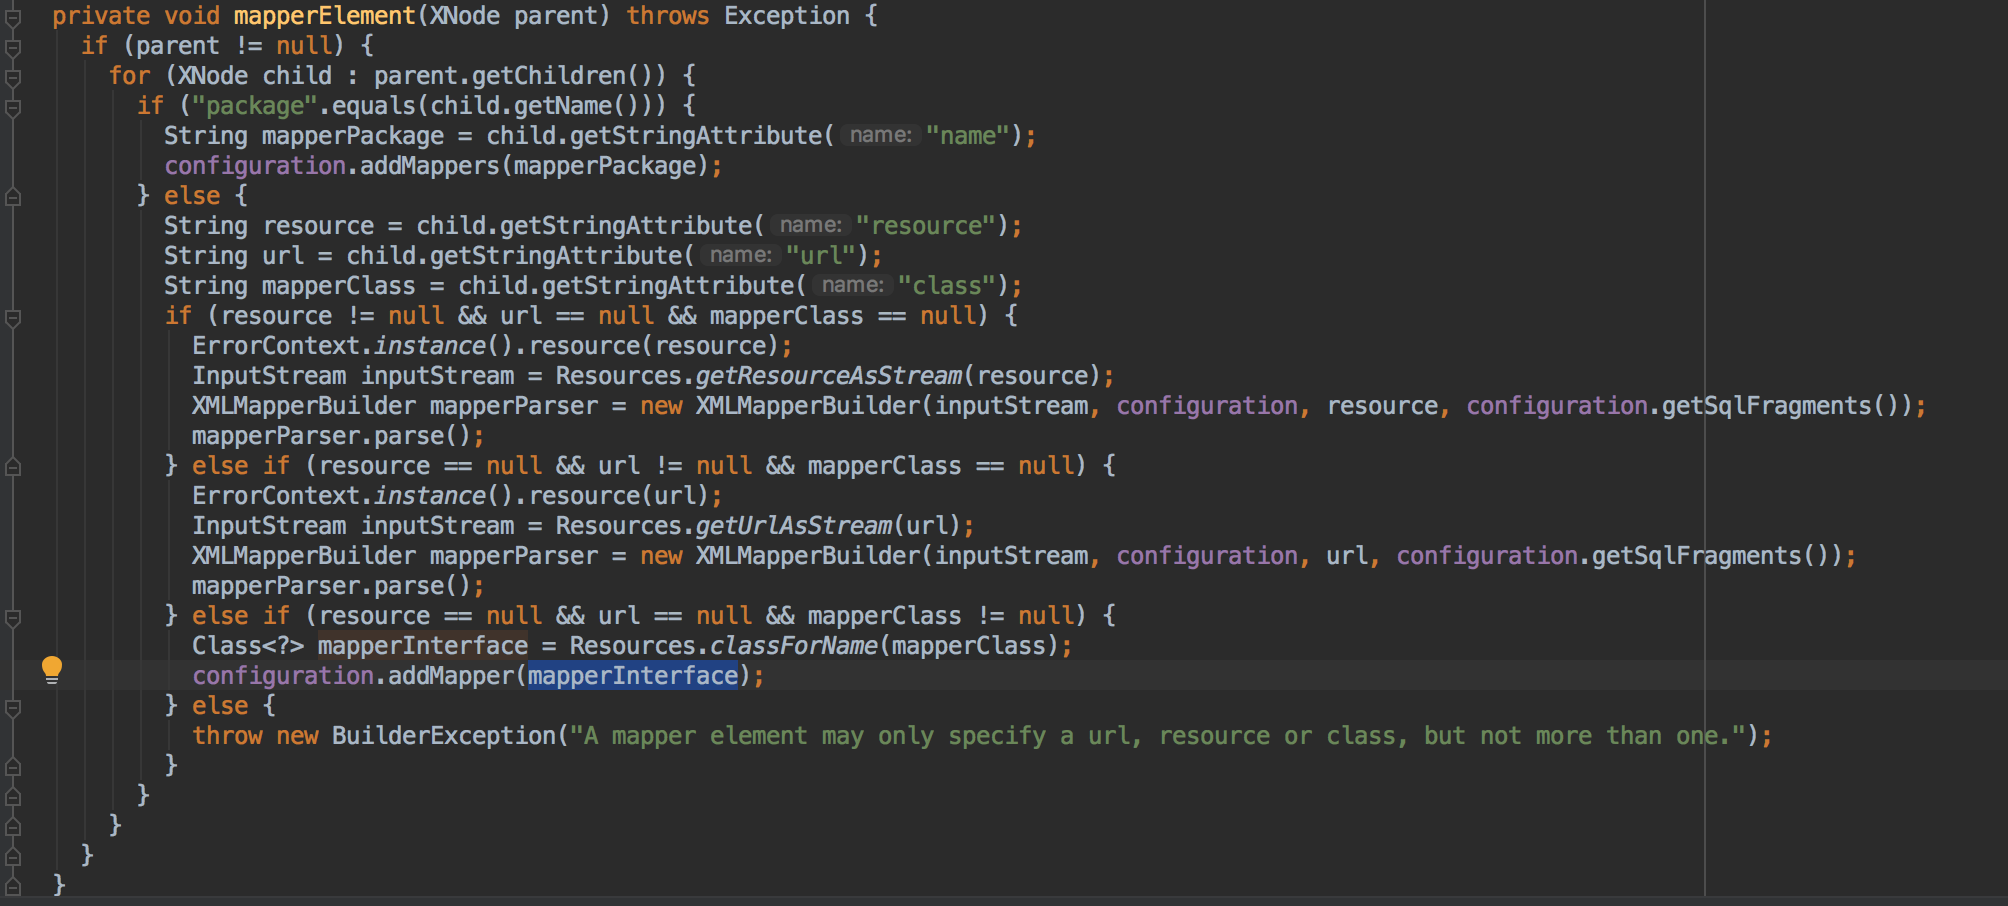 private void mapperElement(XNode parent) throws Exception {
if (parent != null) {
for (XNode child : parent.getChildren()) {
if ("package".equals(child.getName())) {
String mapperPackage = child.getStringAttribute( name: "name");
configuration.addMappers(mapperPackage);
} else {
String resource = child.getStringAttribute( name: "resource");
String url = child.getStringAttribute( name: "url");
String mapperClass = child.getStringAttribute( name: "class");
if (resource != null && url == null && mapperClass == null) {
ErrorContext.instance().resource(resource);
InputStream inputStream = Resources.getResourceAsStream(resource);
XMLMapperBuilder mapperParser = new XMLMapperBuilder(inputStream, configuration, resource, configuration.getSqlFragments());
mapperParser.parse();
} else if (resource == null && url != null && mapperClass == null) {
ErrorContext.instance().resource(url);
InputStream inputStream = Resources.getUrlAsStream(url);
XMLMapperBuilder mapperParser = new XMLMapperBuilder(inputStream, configuration, url, configuration.getSqlFragments());
mapperParser.parse();
} else if (resource == null && url == null && mapperClass != null) {
Class<?> mapperInterface = Resources.classForName(mapperClass);
configuration.addMapper(mapperInterface);
} else {
throw new BuilderException("A mapper element may only specify a url, resource or class, but not more than one.");
}
}
}
}
}